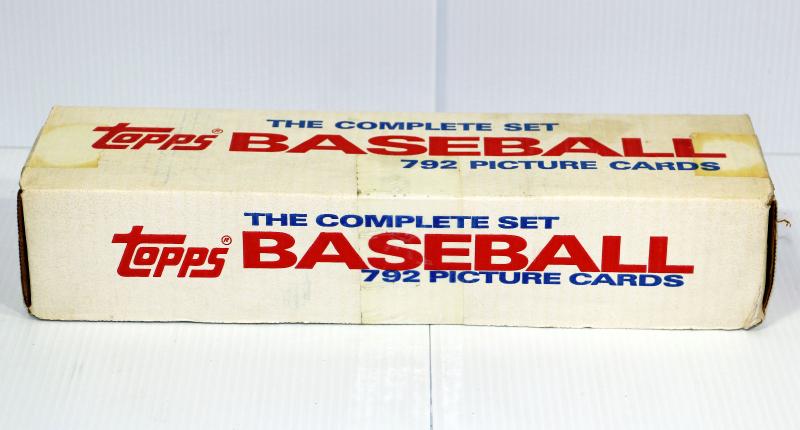 THE COMPLETE SET
Topps® BASEBALL
792 PICTURE CARDS
THE COMPLETE SET
Topps® BASEBALL
792 PICTURE CARDS